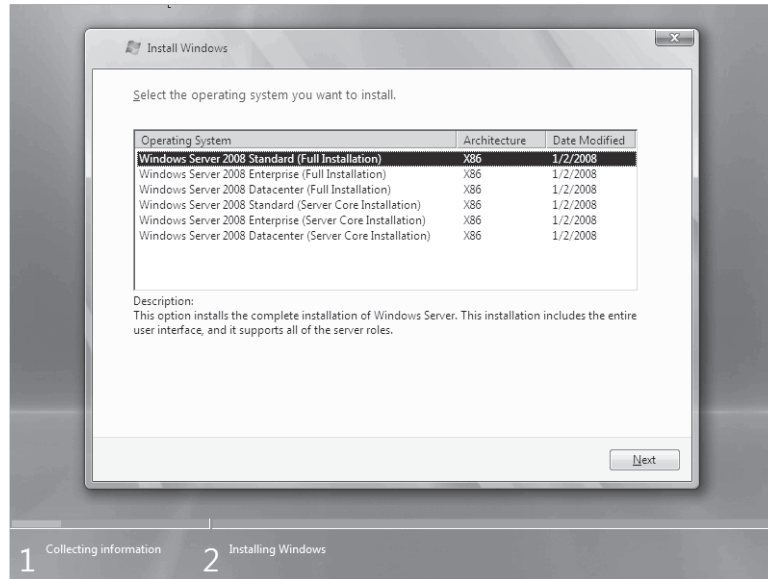 Install Windows
Select the operating system you want to install.
Operating System Architecture Date Modified
Windows Server 2008 Standard (Full Installation) X86 1/2/2008
Windows Server 2008 Enterprise (Full Installation) X86 1/2/2008
Windows Server 2008 Datacenter (Full Installation) X86 1/2/2008
Windows Server 2008 Standard (Server Core Installation) X86 1/2/2008
Windows Server 2008 Enterprise (Server Core Installation) X86 1/2/2008
Windows Server 2008 Datacenter (Server Core Installation) X86 1/2/2008
Description:
This option installs the complete installation of Windows Server. This installation includes the entire
user interface, and it supports all of the server roles.
Next
1 Collecting information 2 Installing Windows